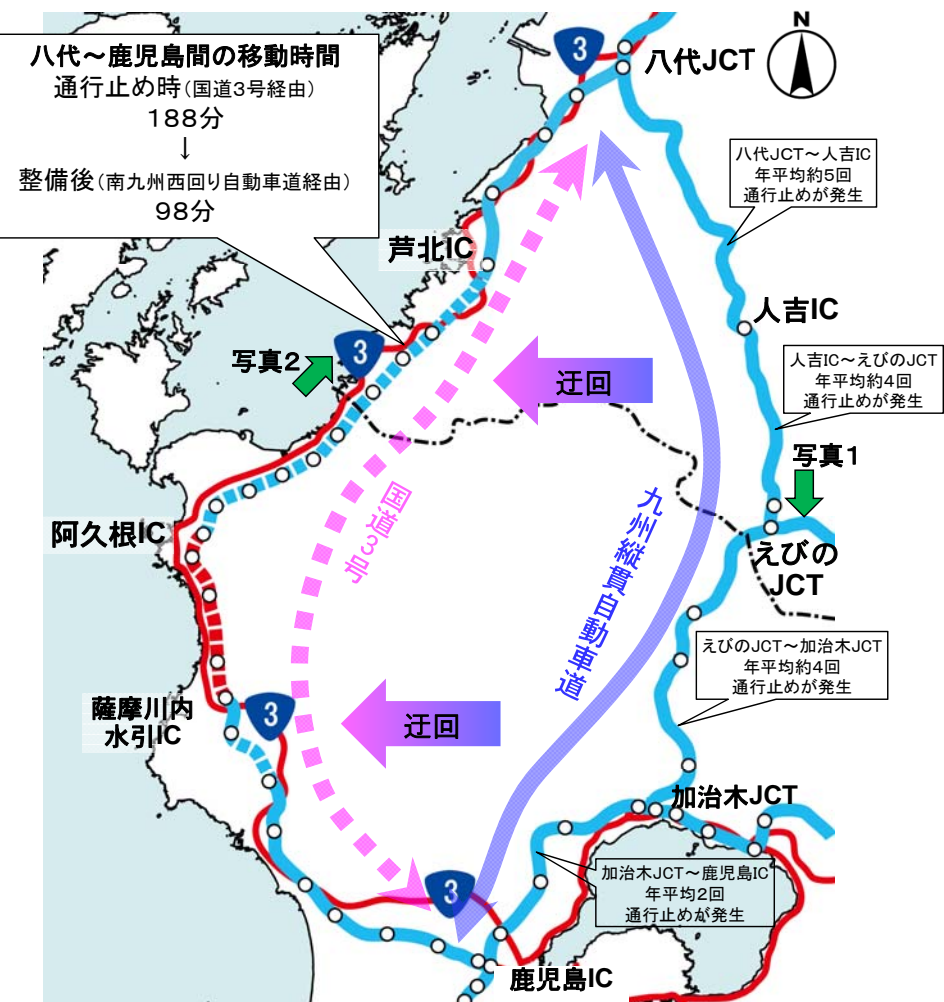 八代～鹿児島間の移動時間
通行止め時(国道3号経由)
188分
↓
整備後(南九州西回り自動車道経由)
98分
3
八代JCT
N
八代JCT～人吉IC
年平均約5回
通行止めが発生
芦北IC
人吉IC
3
写真2
迂回
人吉IC～えびのJCT
年平均約4回
通行止めが発生
写真1
国道3号
九州縦貫自動車道
阿久根IC
えびの
JCT
えびのJCT～加治木JCT
年平均約4回
通行止めが発生
薩摩川内
水引IC
3
迂回
加治木JCT
加治木JCT～鹿児島IC
年平均2回
通行止めが発生
3
鹿児島IC